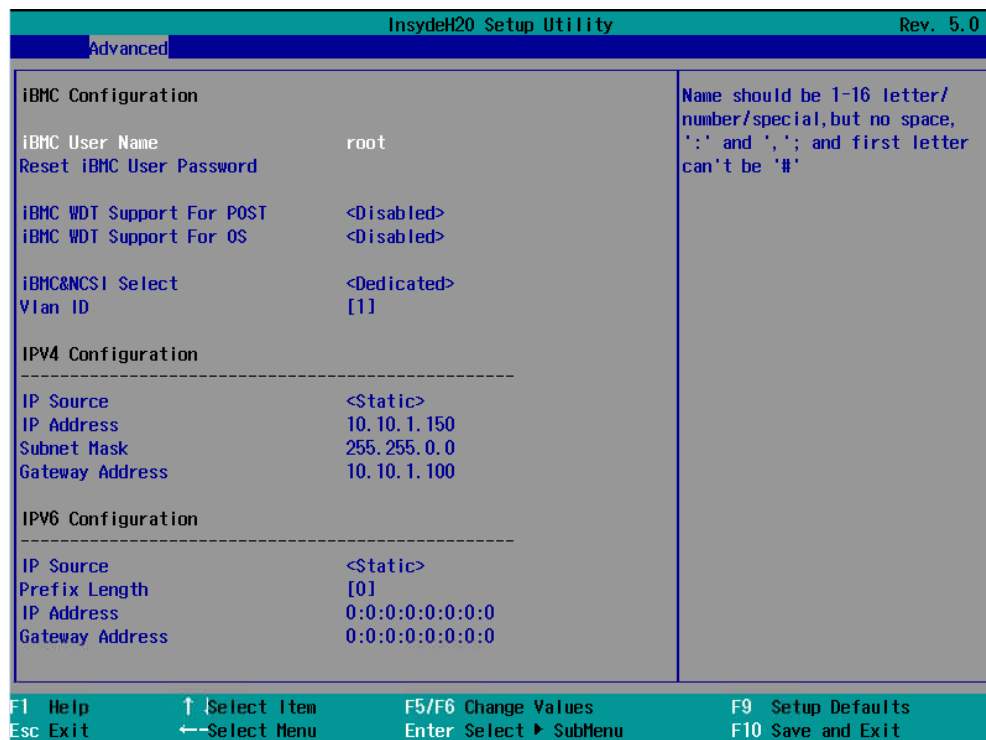 InsydeH20 Setup Utility Rev. 5.0
Advanced
iBMC Configuration
iBMC User Name root
Reset iBMC User Password
iBMC WDT Support For POST <Disabled>
iBMC WDT Support For OS <Disabled>
iBMC&NCSI Select <Dedicated>
Vlan ID [1]
IPV4 Configuration
--------------------------------------------------
IP Source <Static>
IP Address 10.10.1.150
Subnet Mask 255.255.0.0
Gateway Address 10.10.1.100
IPV6 Configuration
--------------------------------------------------
IP Source <Static>
Prefix Length [0]
IP Address 0:0:0:0:0:0:0:0
Gateway Address 0:0:0:0:0:0:0:0
Name should be 1-16 letter/
number/special,but no space,
':' and ','; and first letter
can't be '#'
F1 Help ↑↓Select Item F5/F6 Change Values F9 Setup Defaults
Esc Exit ←→Select Menu Enter Select ▶ SubMenu F10 Save and Exit